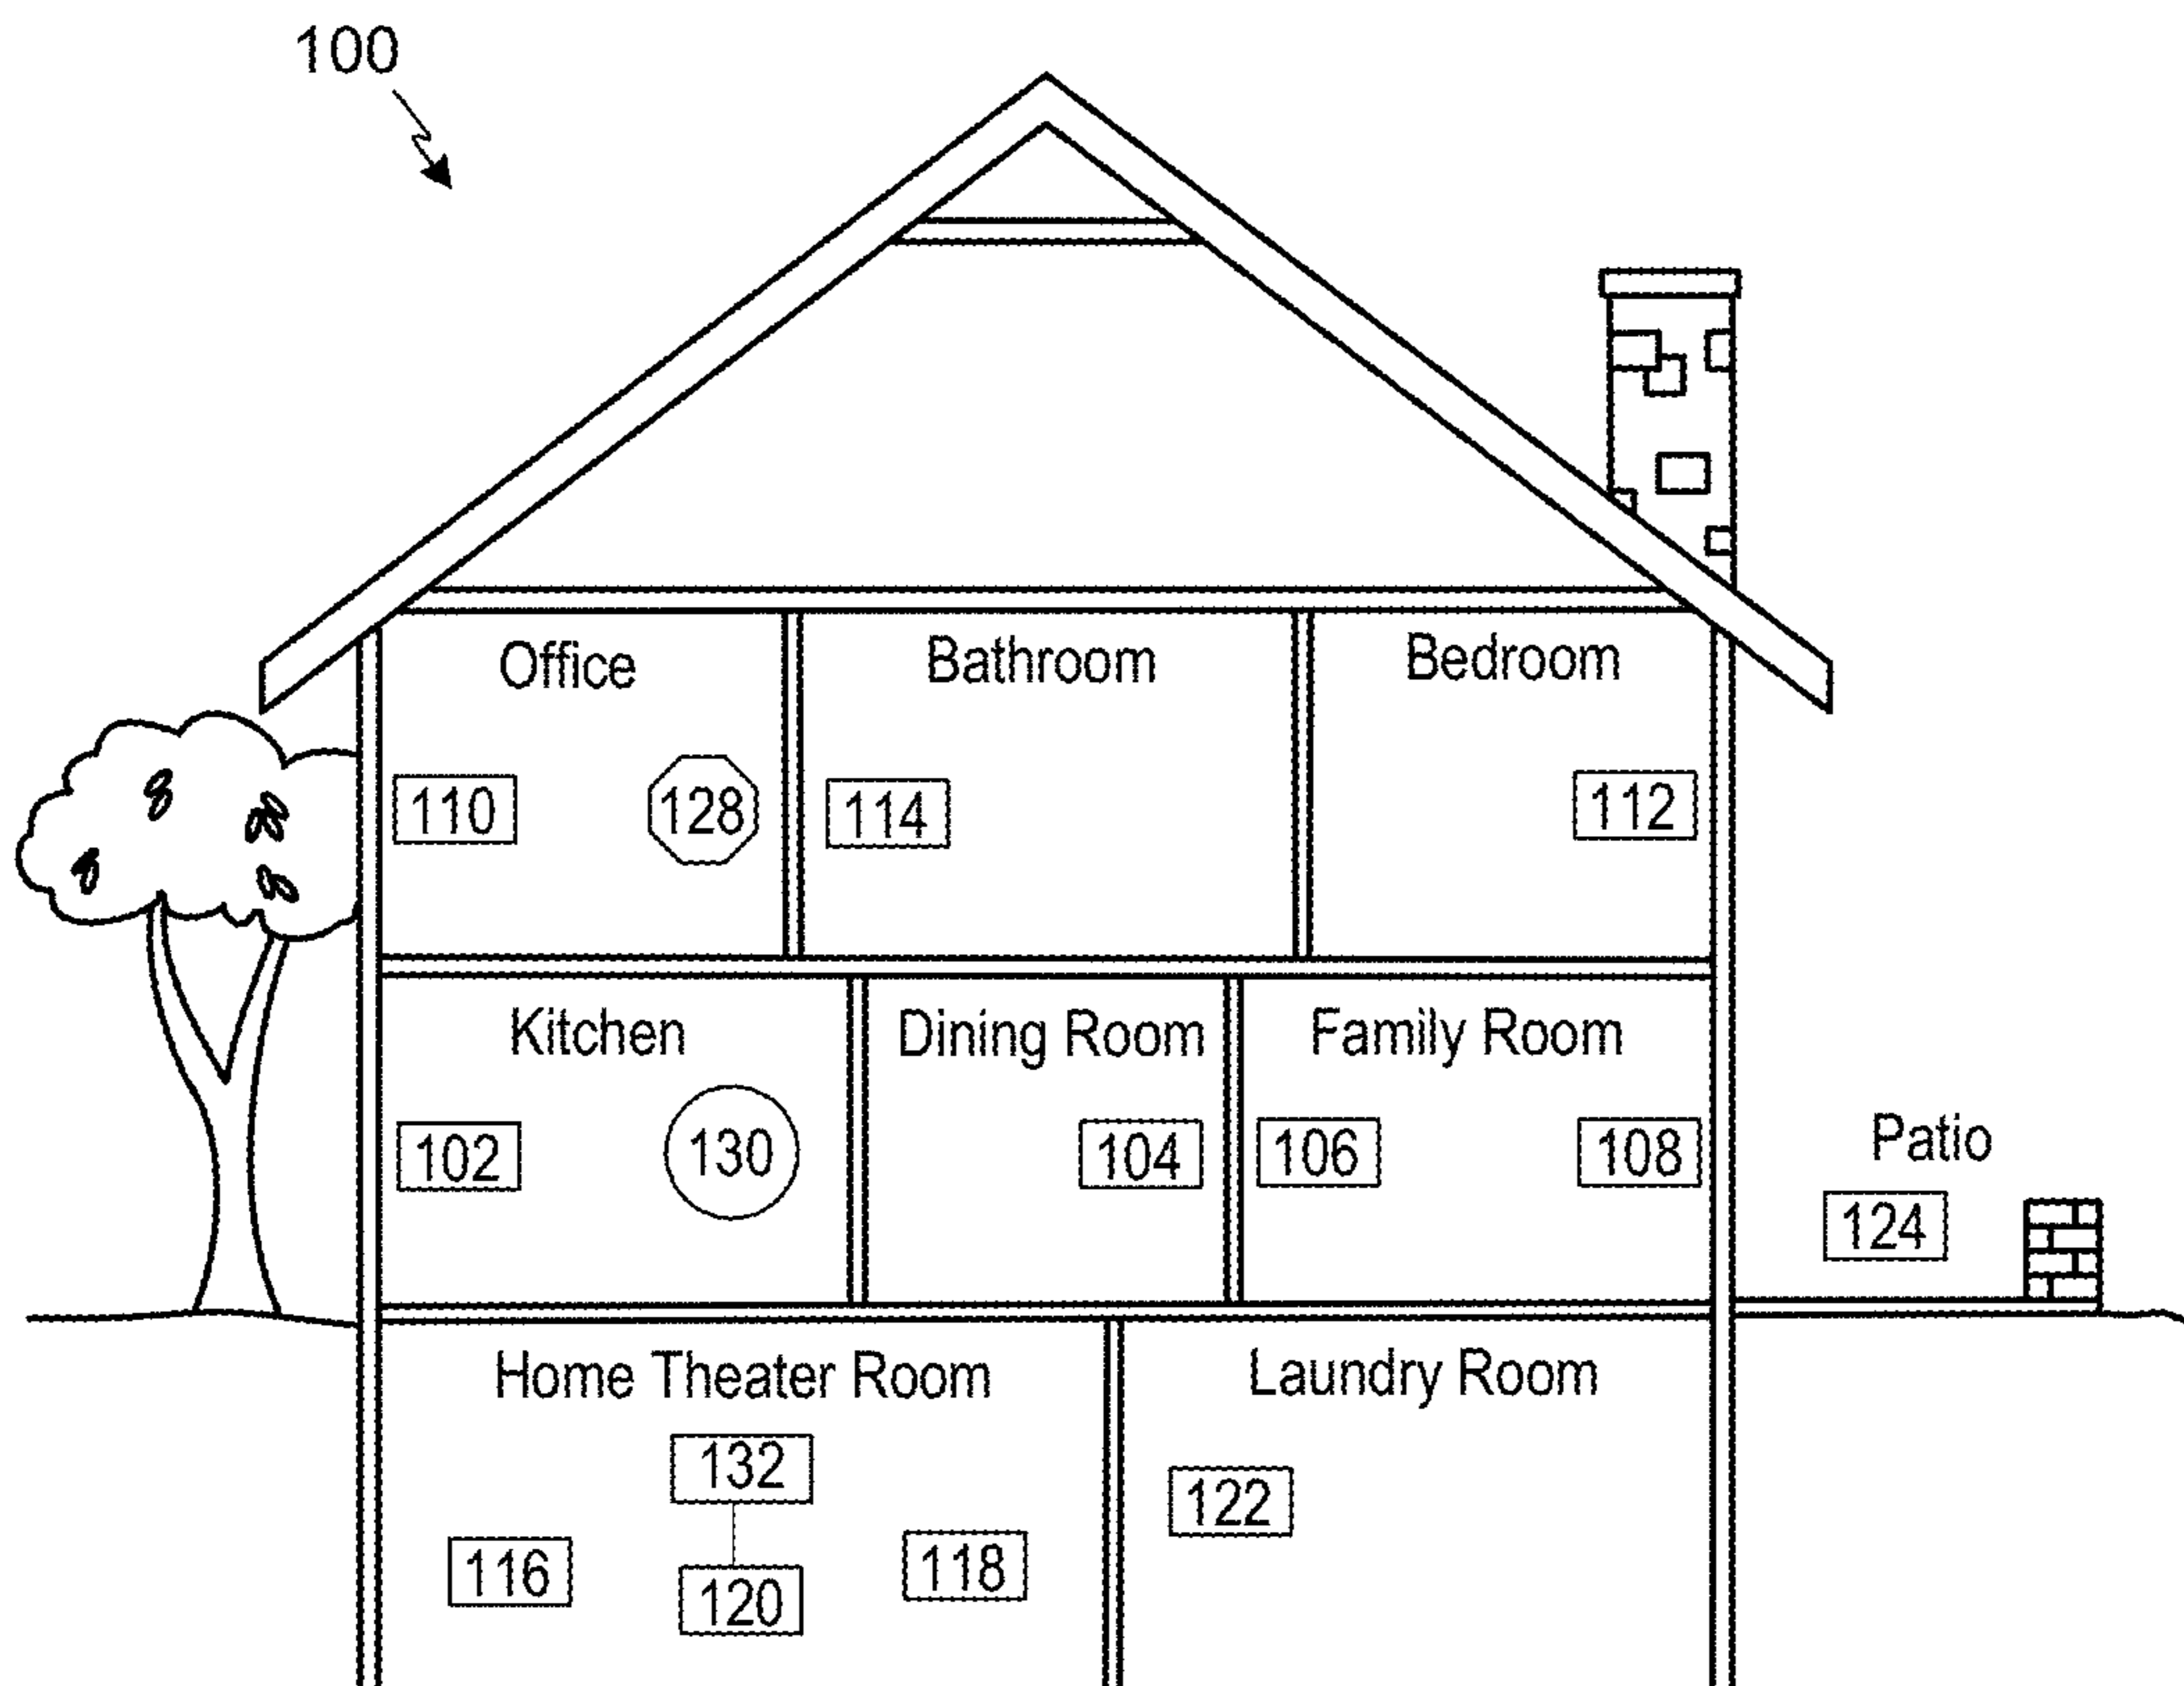 100
Office
Bathroom
Bedroom
110
128
114
112
Kitchen
Dining Room
Family Room
102
130
104
106
108
Patio
124
Home Theater Room
Laundry Room
132
122
116
120
118